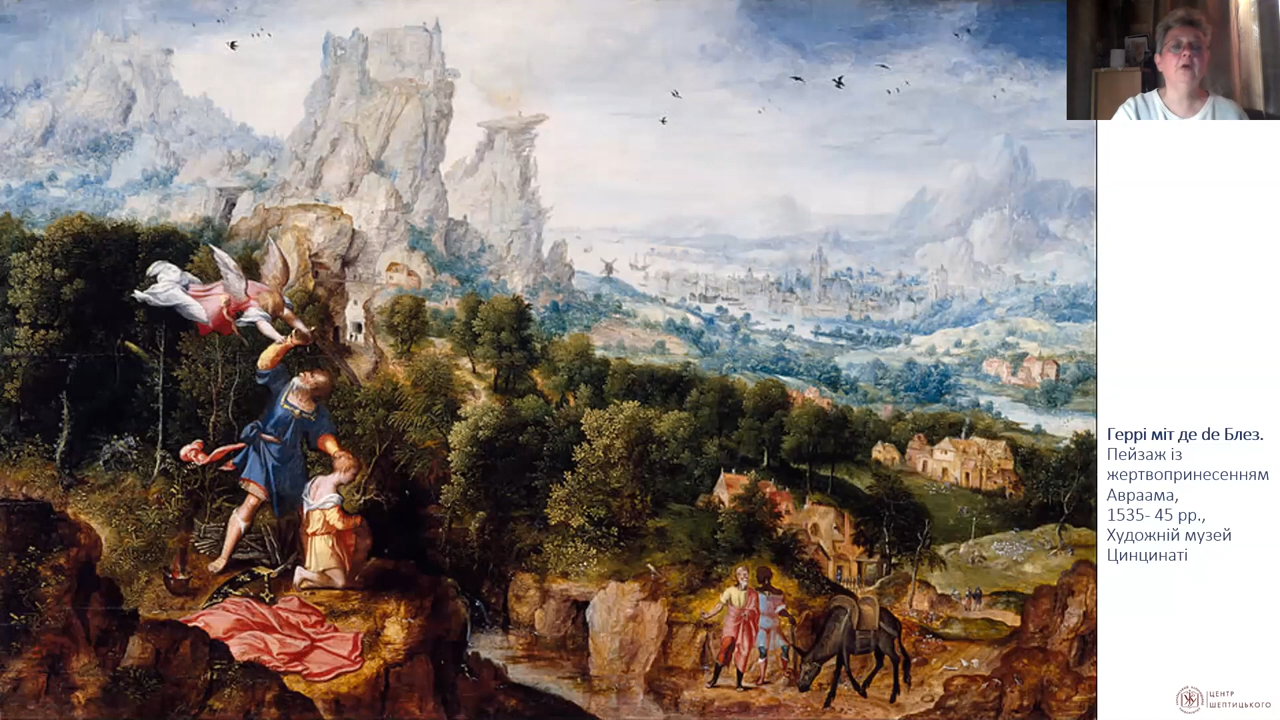 Геррі міт де de Блез.
Пейзаж із
жертвопринесенням
Авраама,
1535- 45 рр.,
Художній музей
Цинцинаті
ЦЕНТР
ШЕПТИЦЬКОГО